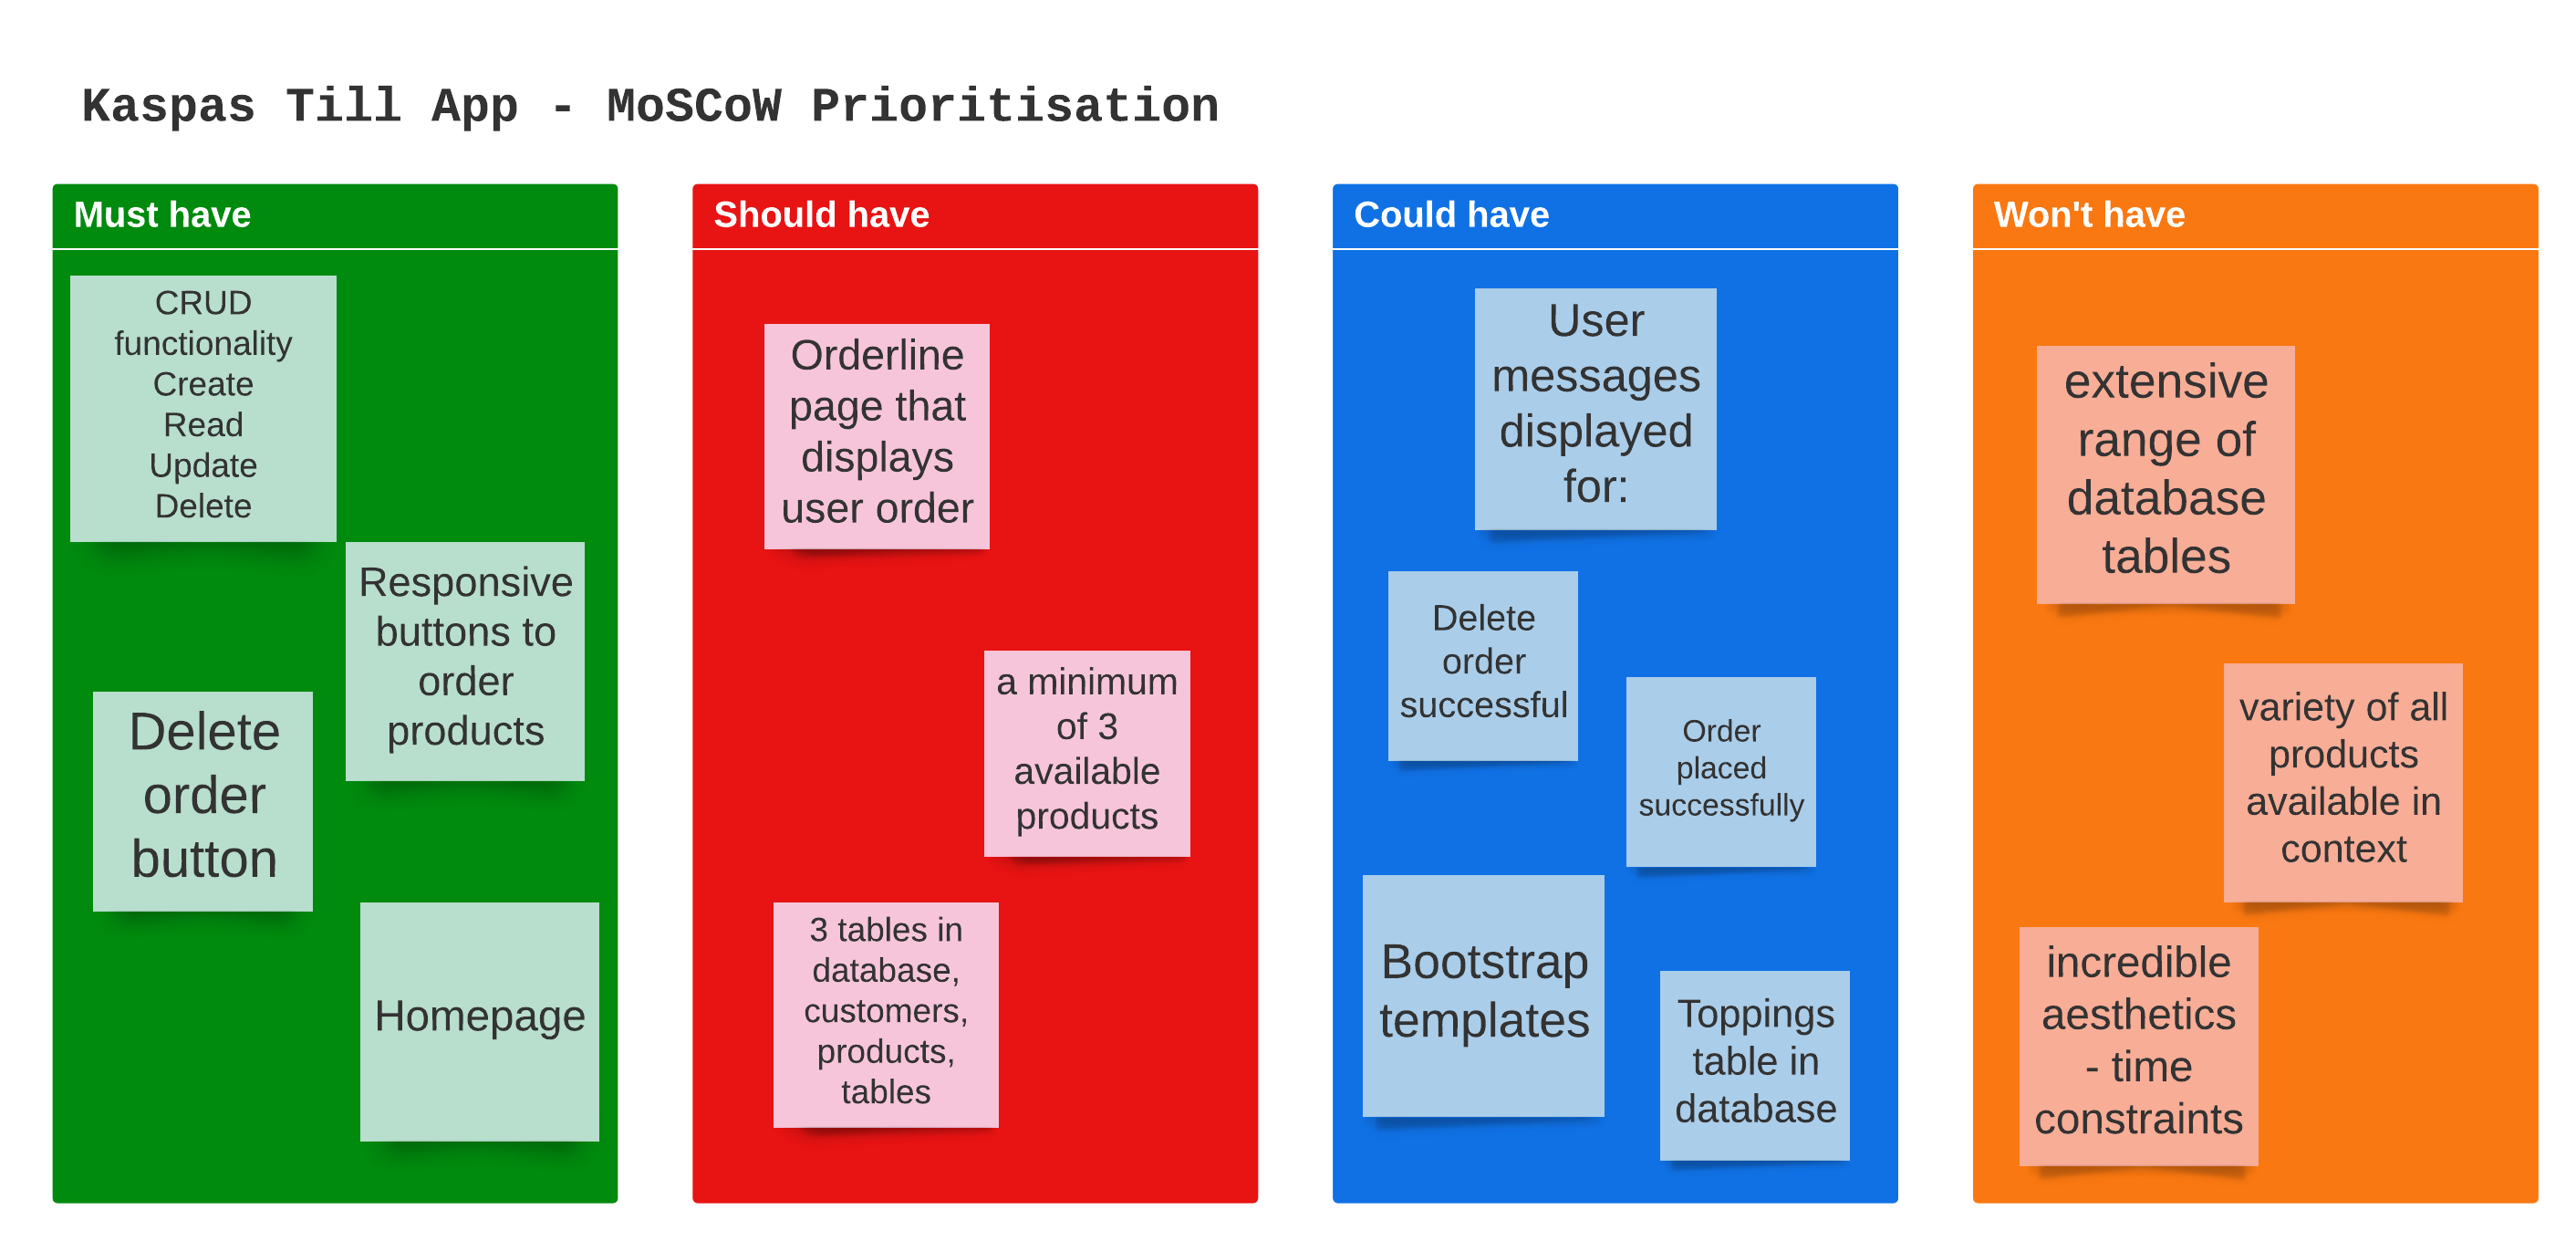 Kaspas Till App - MoSCoW Prioritisation
Must have
CRUD
functionality
Create
Read
Update
Delete
Responsive
buttons to
order
products
Delete
order
button
Homepage
Should have
Orderline
page that
displays
user order
a minimum
of 3
available
products
3 tables in
database,
customers,
products,
tables
Could have
User
messages
displayed
for:
Delete
order
successful
Order
placed
successfully
Bootstrap
templates
Toppings
table in
database
Won't have
extensive
range of
database
tables
variety of all
products
available in
context
incredible
aesthetics
- time
constraints